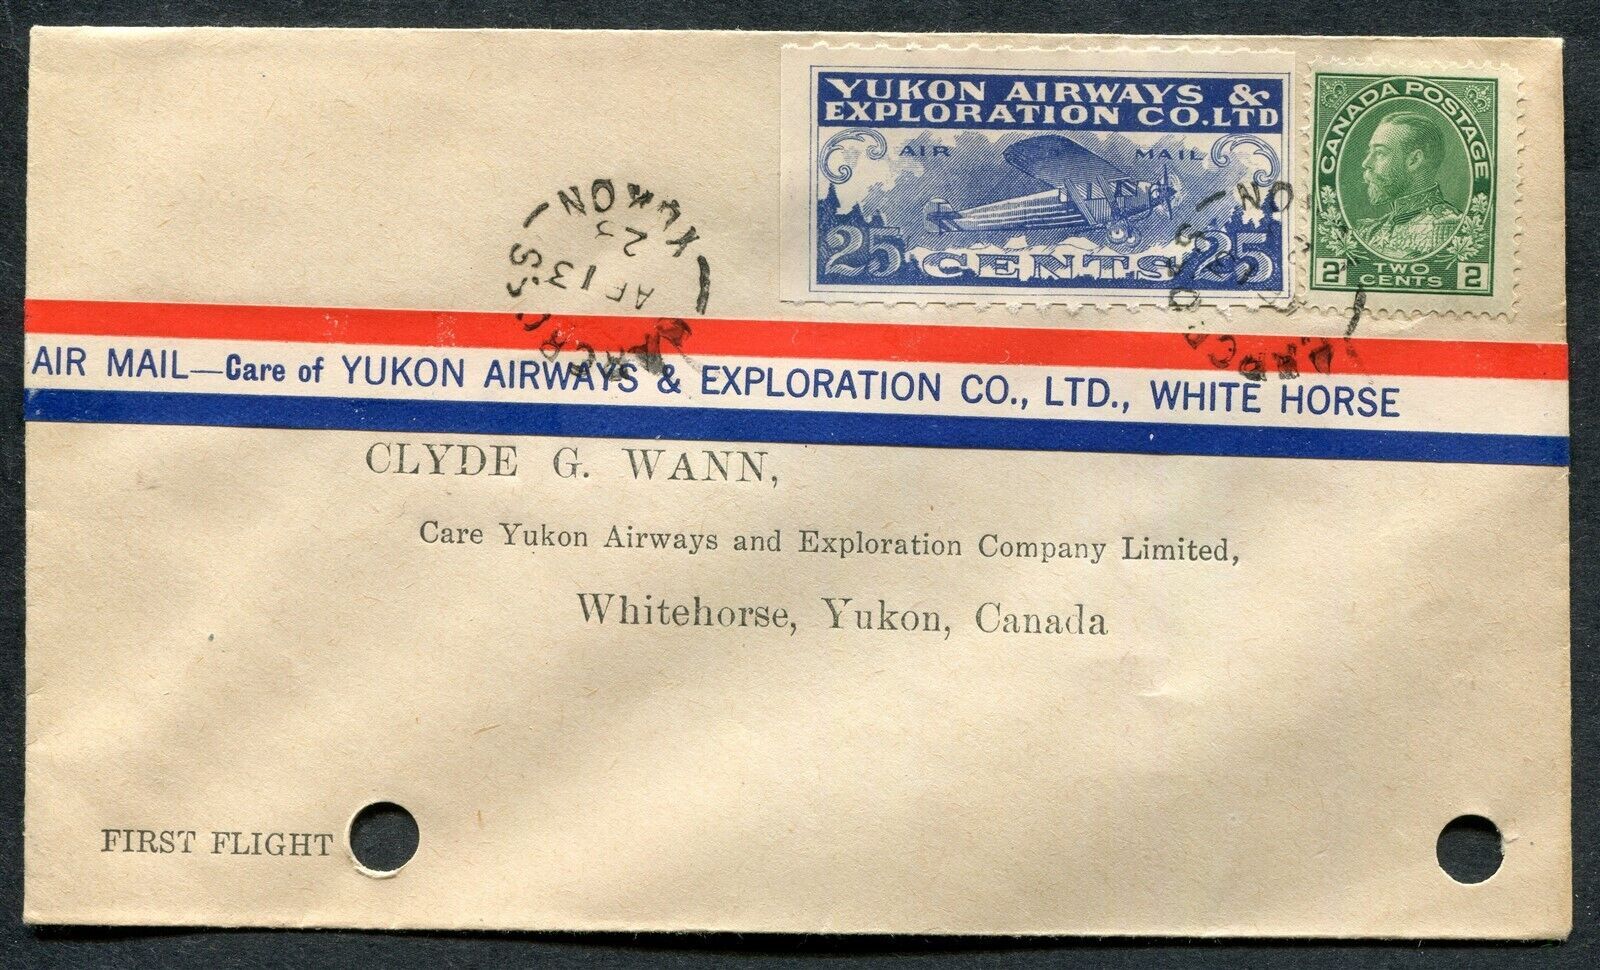 YUKON AIRWAYS &
EXPLORATION CO. LTD
AIR MAIL
25 CENTS 25
CANADA POSTAGE
2 TWO CENTS 2
YUKON
AP 13
AIR MAIL—Care of YUKON AIRWAYS & EXPLORATION CO., LTD., WHITE HORSE
CLYDE G. WANN,
Care Yukon Airways and Exploration Company Limited,
Whitehorse, Yukon, Canada
FIRST FLIGHT